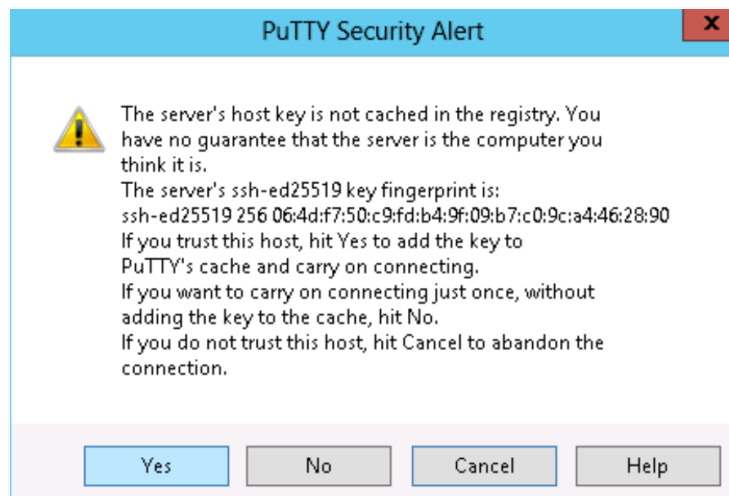 PuTTY Security Alert
X
The server's host key is not cached in the registry. You
have no guarantee that the server is the computer you
think it is.
The server's ssh-ed25519 key fingerprint is:
ssh-ed25519 256 06:4d:f7:50:c9:fd:b4:9f:09:b7:c0:9c:a4:46:28:90
If you trust this host, hit Yes to add the key to
PuTTY's cache and carry on connecting.
If you want to carry on connecting just once, without
adding the key to the cache, hit No.
If you do not trust this host, hit Cancel to abandon the
connection.
Yes No Cancel Help